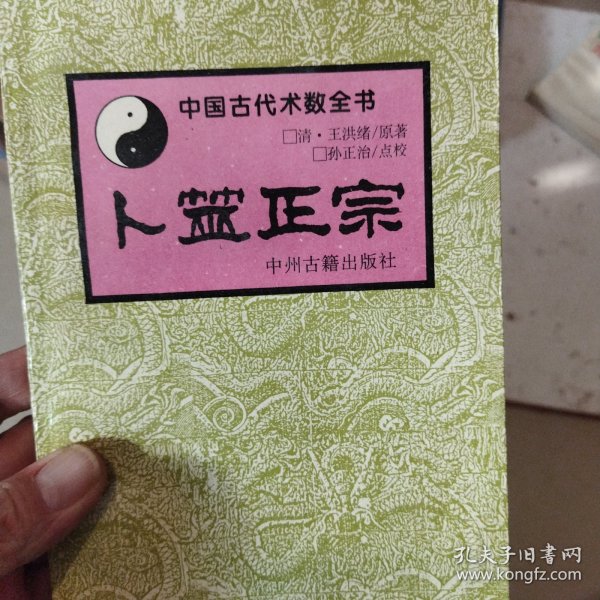 中国古代术数全书
□清·王洪绪/原著
□孙正治/点校
卜筮正宗
中州古籍出版社
孔夫子旧书网
www.kongfz.com